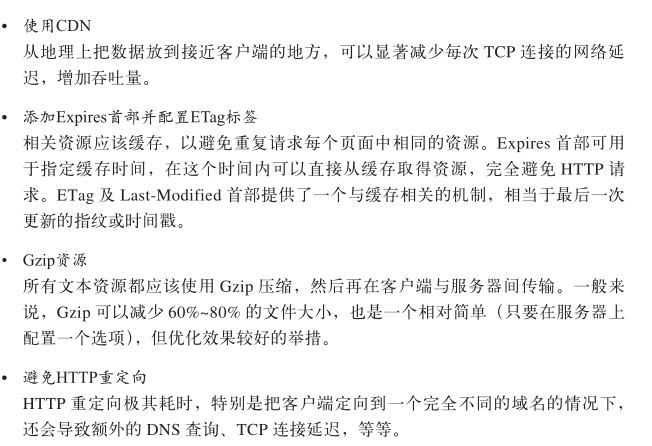 • 使用CDN
从地理上把数据放到接近客户端的地方，可以显著减少每次 TCP 连接的网络延
迟，增加吞吐量。
• 添加Expires首部并配置ETag标签
相关资源应该缓存，以避免重复请求每个页面中相同的资源。Expires 首部可用
于指定缓存时间，在这个时间内可以直接从缓存取得资源，完全避免 HTTP 请
求。ETag 及 Last-Modified 首部提供了一个与缓存相关的机制，相当于最后一次
更新的指纹或时间戳。
• Gzip资源
所有文本资源都应该使用 Gzip 压缩，然后再在客户端与服务器间传输。一般来
说，Gzip 可以减少 60%~80% 的文件大小，也是一个相对简单（只要在服务器上
配置一个选项），但优化效果较好的举措。
• 避免HTTP重定向
HTTP 重定向极其耗时，特别是把客户端定向到一个完全不同的域名的情况下，
还会导致额外的 DNS 查询、TCP 连接延迟，等等。